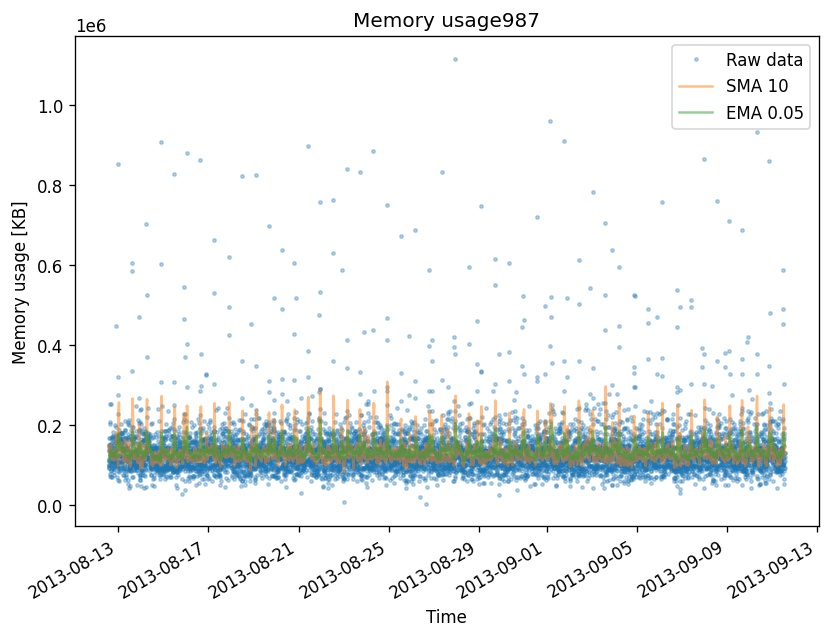 Memory usage987
1e6
Raw data
SMA 10
EMA 0.05
1.0
0.8
0.6
0.4
0.2
0.0
Memory usage [KB]
2013-08-13
2013-08-17
2013-08-21
2013-08-25
2013-08-29
2013-09-01
2013-09-05
2013-09-09
2013-09-13
Time